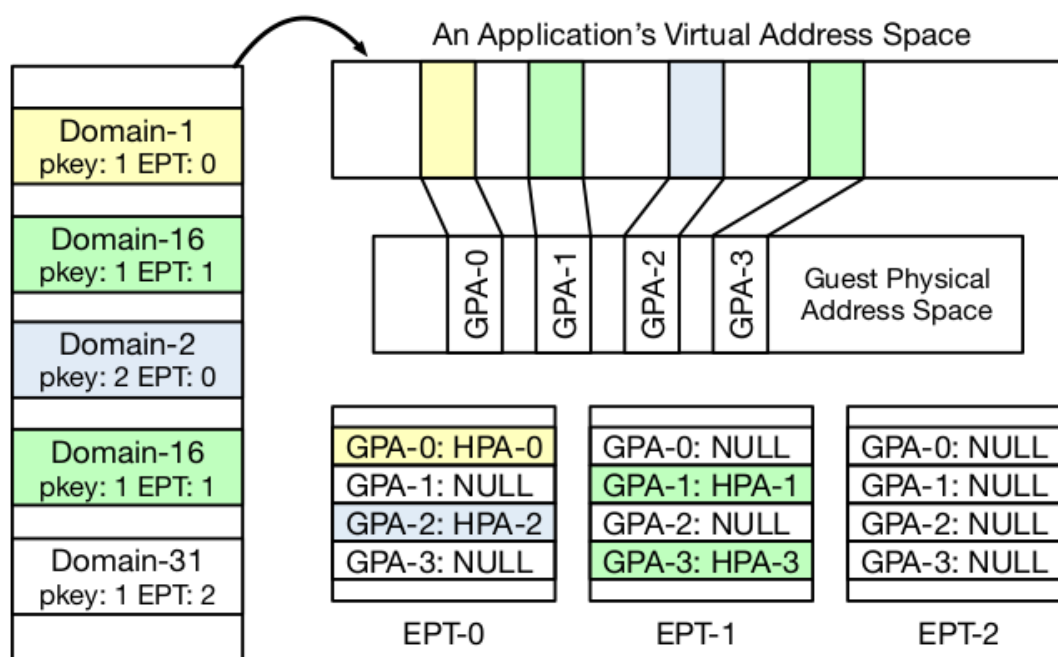 An Application's Virtual Address Space
Domain-1
pkey: 1 EPT: 0
Domain-16
pkey: 1 EPT: 1
Domain-2
pkey: 2 EPT: 0
Domain-16
pkey: 1 EPT: 1
Domain-31
pkey: 1 EPT: 2
GPA-0
GPA-1
GPA-2
GPA-3
Guest Physical
Address Space
GPA-0: HPA-0
GPA-1: NULL
GPA-2: HPA-2
GPA-3: NULL
EPT-0
GPA-0: NULL
GPA-1: HPA-1
GPA-2: NULL
GPA-3: HPA-3
EPT-1
GPA-0: NULL
GPA-1: NULL
GPA-2: NULL
GPA-3: NULL
EPT-2